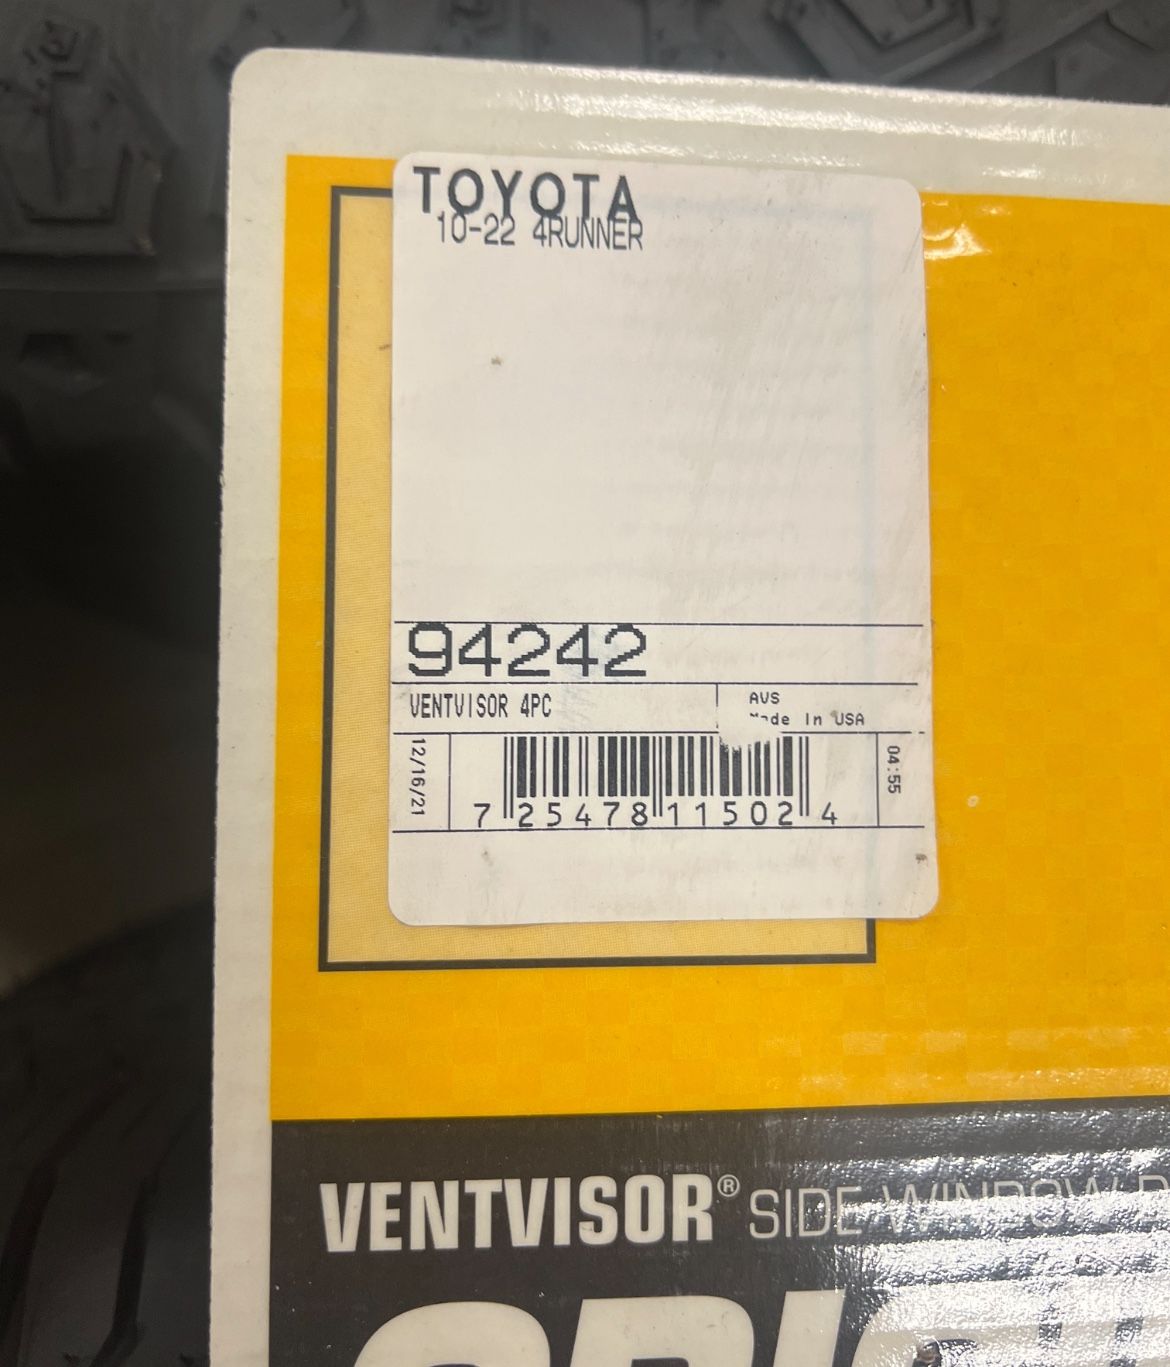 TOYOTA
10-22 4RUNNER
94242
VENTVISOR 4PC
AVS
Made In USA
12/16/21
04:55
7 25478 11502 4
VENTVISOR® SIDE WINDOW